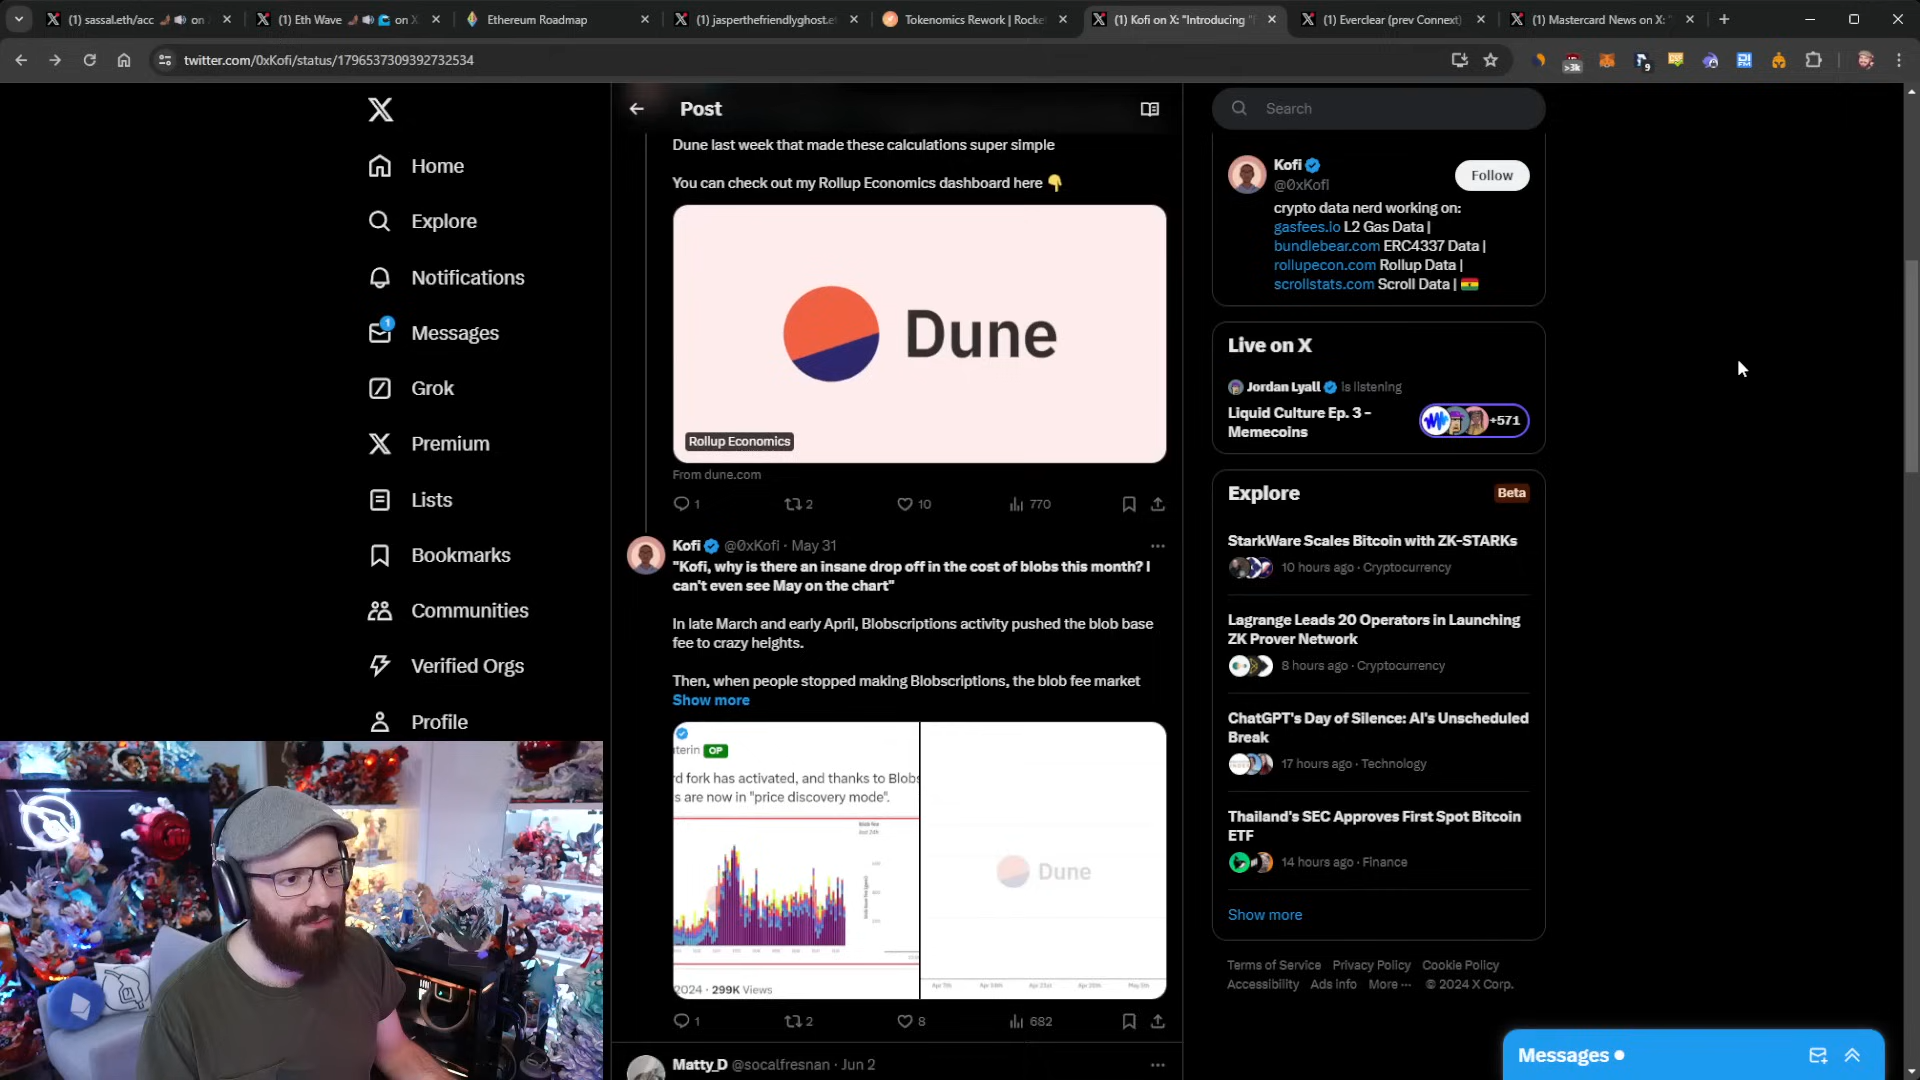 (1) sassal.eth/acc
on
(1) Eth Wave
on X
Ethereum Roadmap
(1) jasperthefriendlyghost.e
Tokenomics Rework | Rocke
(1) Kofi on X: "Introducing "
(1) Everclear (prev Connext)
(1) Mastercard News on X: "
twitter.com/0xKofi/status/1796537309392732534
>3k
9
Home
Explore
Notifications
1
Messages
Grok
Premium
Lists
Bookmarks
Communities
Verified Orgs
Profile
Post
Dune last week that made these calculations super simple
You can check out my Rollup Economics dashboard here 👇
Dune
Rollup Economics
From dune.com
1
2
10
770
Kofi @0xKofi · May 31
"Kofi, why is there an insane drop off in the cost of blobs this month? I
can't even see May on the chart"
In late March and early April, Blobscriptions activity pushed the blob base
fee to crazy heights.
Then, when people stopped making Blobscriptions, the blob fee market
Show more
terin OP
rd fork has activated, and thanks to Blobs
s are now in "price discovery mode".
2024 · 299K Views
Dune
1
2
8
682
Matty_D @socalfresnan · Jun 2
Search
Kofi
@0xKofi
Follow
crypto data nerd working on:
gasfees.io L2 Gas Data |
bundlebear.com ERC4337 Data |
rollupecon.com Rollup Data |
scrollstats.com Scroll Data | 🇬🇭
Live on X
Jordan Lyall is listening
Liquid Culture Ep. 3 -
Memecoins
+571
Explore
Beta
StarkWare Scales Bitcoin with ZK-STARKs
10 hours ago · Cryptocurrency
Lagrange Leads 20 Operators in Launching
ZK Prover Network
8 hours ago · Cryptocurrency
ChatGPT's Day of Silence: AI's Unscheduled
Break
17 hours ago · Technology
Thailand's SEC Approves First Spot Bitcoin
ETF
14 hours ago · Finance
Show more
Terms of Service Privacy Policy Cookie Policy
Accessibility Ads info More ··· © 2024 X Corp.
Messages